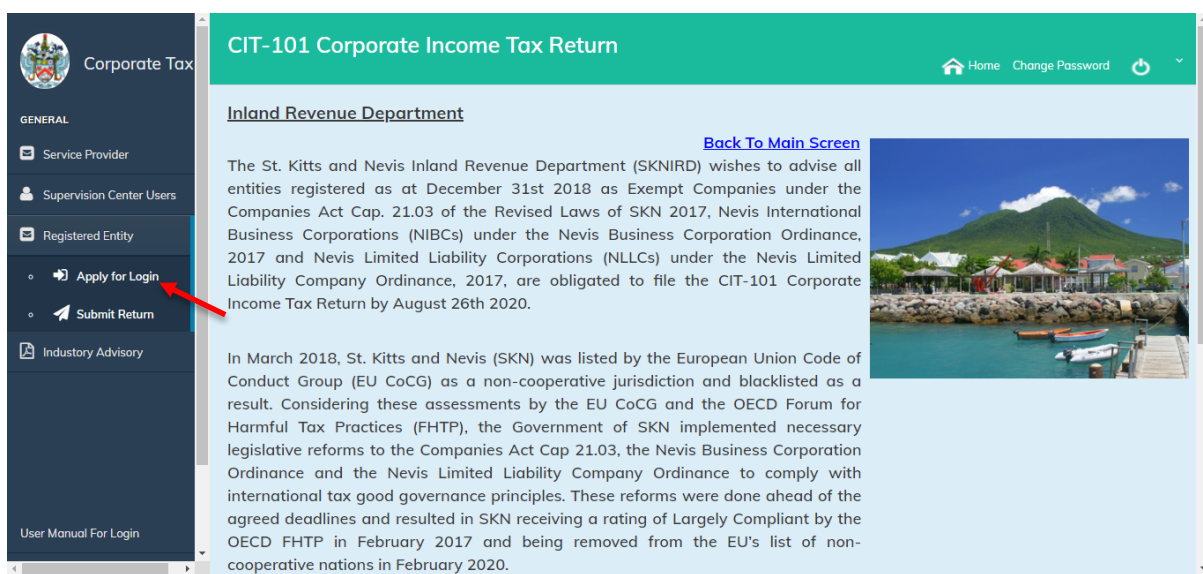 Corporate Tax
GENERAL
Service Provider
Supervision Center Users
Registered Entity
Apply for Login
Submit Return
Industory Advisory
User Manual For Login
CIT-101 Corporate Income Tax Return
Home Change Password
Inland Revenue Department
Back To Main Screen
The St. Kitts and Nevis Inland Revenue Department (SKNIRD) wishes to advise all
entities registered as at December 31st 2018 as Exempt Companies under the
Companies Act Cap. 21.03 of the Revised Laws of SKN 2017, Nevis International
Business Corporations (NIBCs) under the Nevis Business Corporation Ordinance,
2017 and Nevis Limited Liability Corporations (NLLCs) under the Nevis Limited
Liability Company Ordinance, 2017, are obligated to file the CIT-101 Corporate
Income Tax Return by August 26th 2020.
In March 2018, St. Kitts and Nevis (SKN) was listed by the European Union Code of
Conduct Group (EU CoCG) as a non-cooperative jurisdiction and blacklisted as a
result. Considering these assessments by the EU CoCG and the OECD Forum for
Harmful Tax Practices (FHTP), the Government of SKN implemented necessary
legislative reforms to the Companies Act Cap 21.03, the Nevis Business Corporation
Ordinance and the Nevis Limited Liability Company Ordinance to comply with
international tax good governance principles. These reforms were done ahead of the
agreed deadlines and resulted in SKN receiving a rating of Largely Compliant by the
OECD FHTP in February 2017 and being removed from the EU's list of non-
cooperative nations in February 2020.